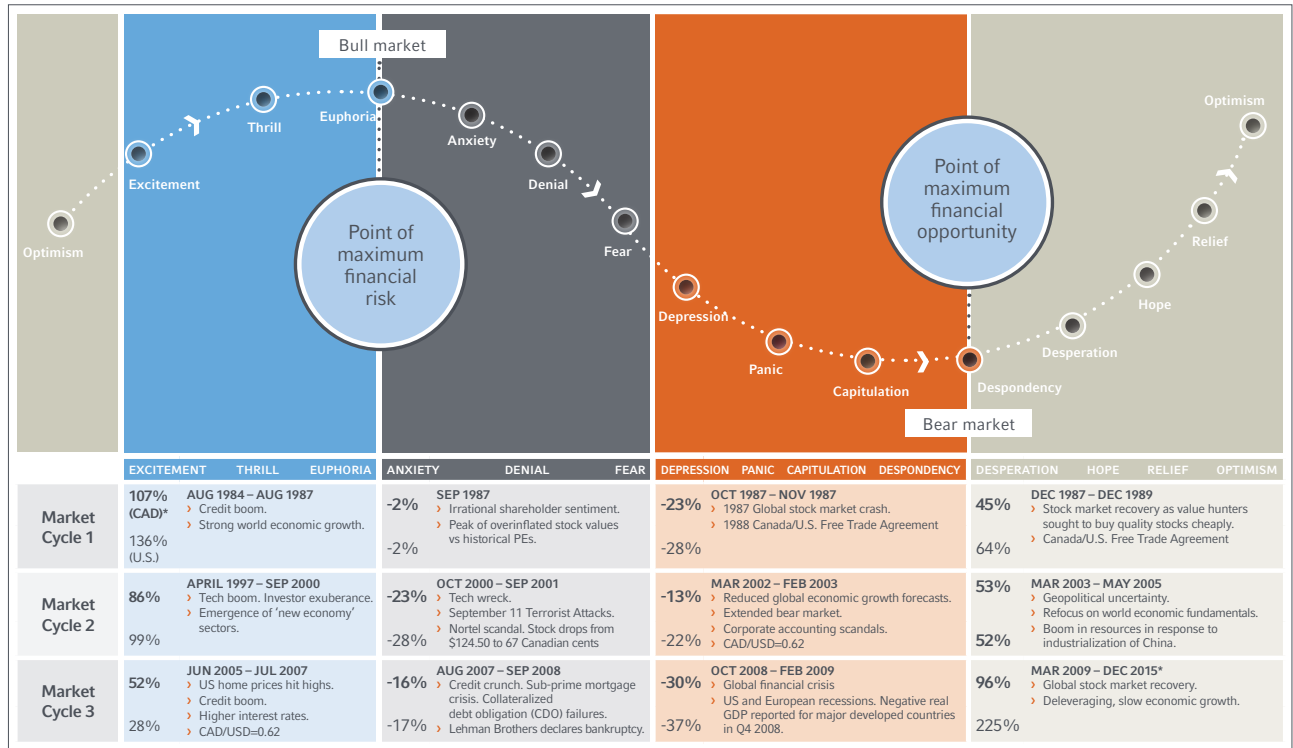 Bull market
Optimism
Excitement
Thrill
Euphoria
Anxiety
Denial
Fear
Point of
maximum
financial
risk
Depression
Panic
Capitulation
Despondency
Desperation
Hope
Relief
Optimism
Point of
maximum
financial
opportunity
Bear market
EXCITEMENT THRILL EUPHORIA
ANXIETY DENIAL FEAR
DEPRESSION PANIC CAPITULATION DESPONDENCY
DESPERATION HOPE RELIEF OPTIMISM
Market
Cycle 1
107%
(CAD)*
136%
(U.S.)
AUG 1984 – AUG 1987
› Credit boom.
› Strong world economic growth.
-2%
-2%
SEP 1987
› Irrational shareholder sentiment.
› Peak of overinflated stock values
vs historical PEs.
-23%
-28%
OCT 1987 – NOV 1987
› 1987 Global stock market crash.
› 1988 Canada/U.S. Free Trade Agreement
45%
64%
DEC 1987 – DEC 1989
› Stock market recovery as value hunters
sought to buy quality stocks cheaply.
› Canada/U.S. Free Trade Agreement
Market
Cycle 2
86%
99%
APRIL 1997 – SEP 2000
› Tech boom. Investor exuberance.
› Emergence of ‘new economy’
sectors.
-23%
-28%
OCT 2000 – SEP 2001
› Tech wreck.
› September 11 Terrorist Attacks.
› Nortel scandal. Stock drops from
$124.50 to 67 Canadian cents
-13%
-22%
MAR 2002 – FEB 2003
› Reduced global economic growth forecasts.
› Extended bear market.
› Corporate accounting scandals.
› CAD/USD=0.62
53%
52%
MAR 2003 – MAY 2005
› Geopolitical uncertainty.
› Refocus on world economic fundamentals.
› Boom in resources in response to
industrialization of China.
Market
Cycle 3
52%
28%
JUN 2005 – JUL 2007
› US home prices hit highs.
› Credit boom.
› Higher interest rates.
› CAD/USD=0.62
-16%
-17%
AUG 2007 – SEP 2008
› Credit crunch. Sub-prime mortgage
crisis. Collateralized
debt obligation (CDO) failures.
› Lehman Brothers declares bankruptcy.
-30%
-37%
OCT 2008 – FEB 2009
› Global financial crisis
› US and European recessions. Negative real
GDP reported for major developed countries
in Q4 2008.
96%
225%
MAR 2009 – DEC 2015*
› Global stock market recovery.
› Deleveraging, slow economic growth.